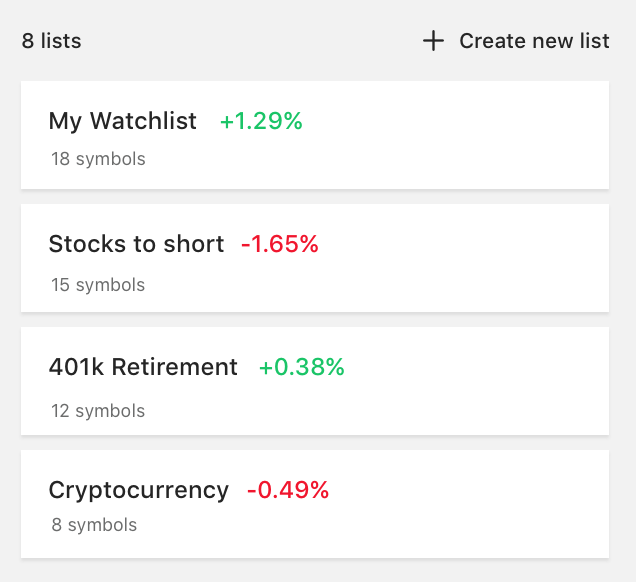 8 lists
+ Create new list
My Watchlist +1.29%
18 symbols
Stocks to short -1.65%
15 symbols
401k Retirement +0.38%
12 symbols
Cryptocurrency -0.49%
8 symbols